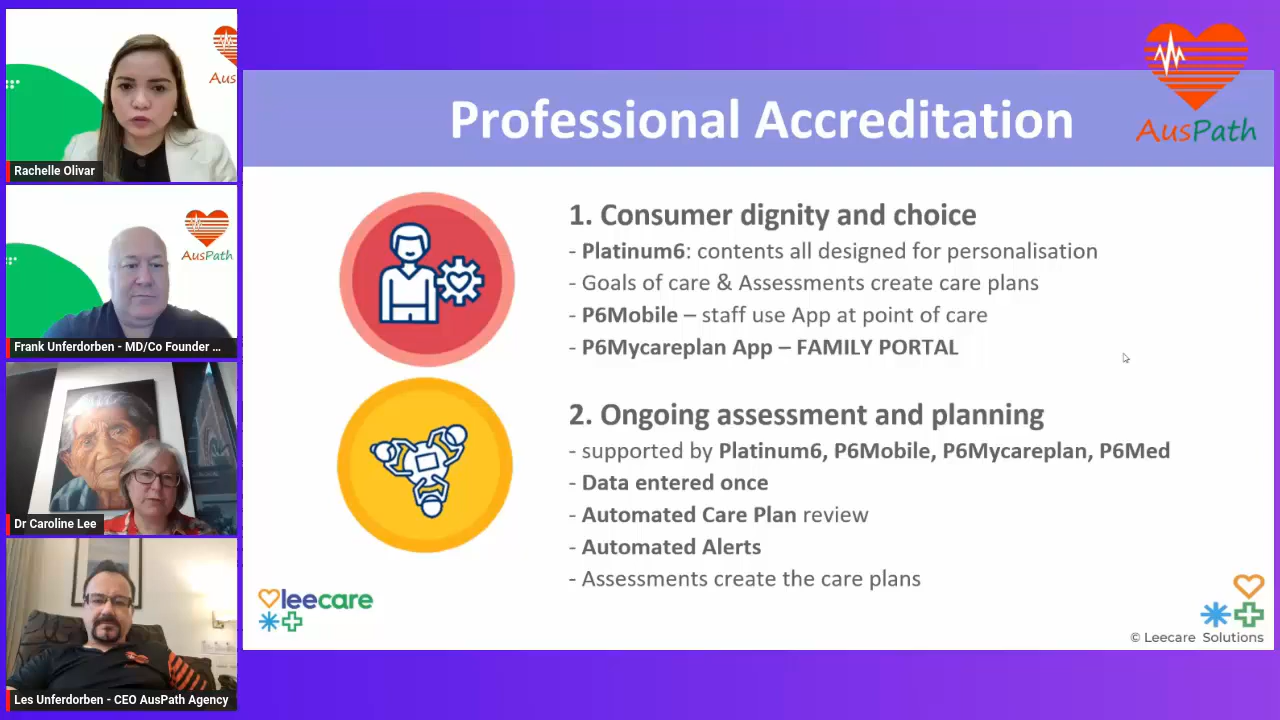 Aus
Rachelle Olivar
AusPath
Frank Unferdorben - MD/Co Founder ...
Dr Caroline Lee
Les Unferdorben - CEO AusPath Agency
AusPath
Professional Accreditation
1. Consumer dignity and choice
- Platinum6: contents all designed for personalisation
- Goals of care & Assessments create care plans
- P6Mobile – staff use App at point of care
- P6Mycareplan App – FAMILY PORTAL
2. Ongoing assessment and planning
- supported by Platinum6, P6Mobile, P6Mycareplan, P6Med
- Data entered once
- Automated Care Plan review
- Automated Alerts
- Assessments create the care plans
leecare
© Leecare Solutions